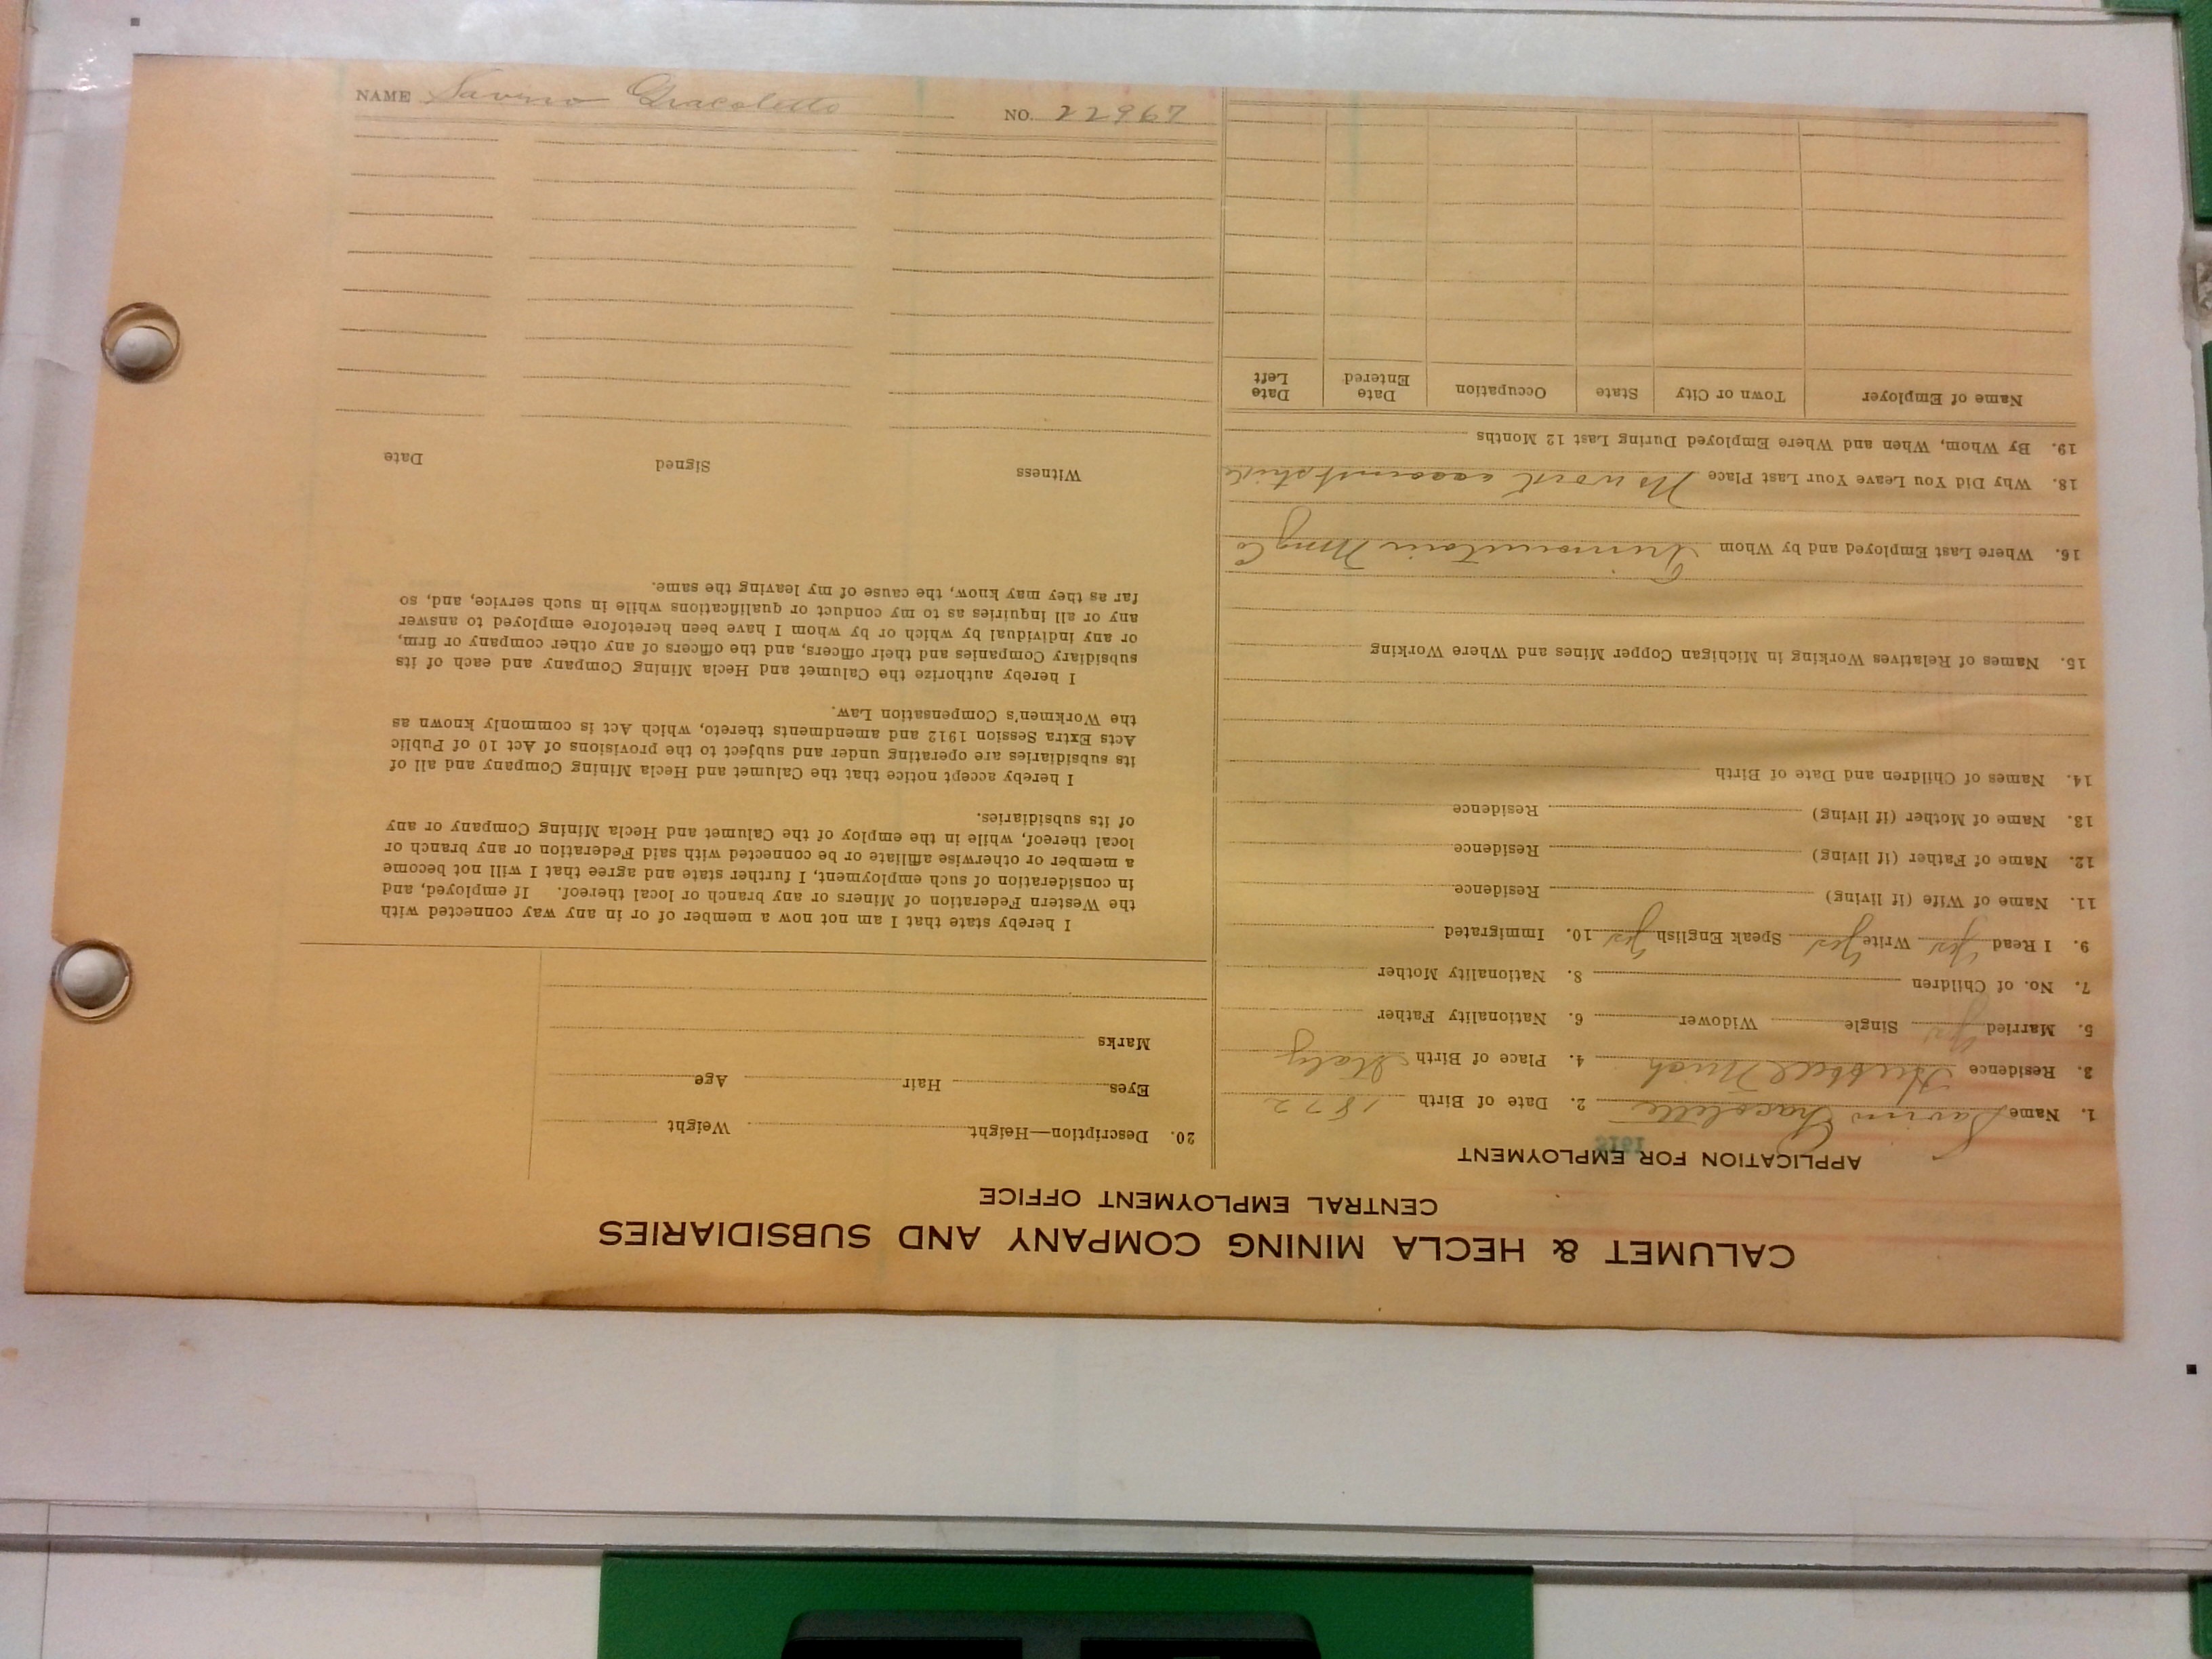 CALUMET & HECLA MINING COMPANY AND SUBSIDIARIES
CENTRAL EMPLOYMENT OFFICE
APPLICATION FOR EMPLOYMENT
1. Name Savino Giacoletto 2. Date of Birth 1872
3. Residence Hubbell Mich 4. Place of Birth Italy
5. Married yes Single Widower 6. Nationality Father
7. No. of Children 8. Nationality Mother
9. I Read yes Write yes Speak English yes 10. Immigrated
11. Name of Wife (if living) Residence
12. Name of Father (if living) Residence
13. Name of Mother (if living) Residence
14. Names of Children and Date of Birth
15. Names of Relatives Working in Michigan Copper Mines and Where Working
16. Where Last Employed and by Whom Trimountain Mng Co
18. Why Did You Leave Your Last Place No work account strike
19. By Whom, When and Where Employed During Last 12 Months
Name of Employer Town or City State Occupation Date Entered Date Left
20. Description—Height Weight
Eyes Hair Age
Marks
I hereby state that I am not now a member of or in any way connected with
the Western Federation of Miners or any branch or local thereof. If employed, and
in consideration of such employment, I further state and agree that I will not become
a member or otherwise affiliate or be connected with said Federation or any branch or
local thereof, while in the employ of the Calumet and Hecla Mining Company or any
of its subsidiaries.
I hereby accept notice that the Calumet and Hecla Mining Company and all of
its subsidiaries are operating under and subject to the provisions of Act 10 of Public
Acts Extra Session 1912 and amendments thereto, which Act is commonly known as
the Workmen's Compensation Law.
I hereby authorize the Calumet and Hecla Mining Company and each of its
subsidiary Companies and their officers, and the officers of any other company or firm,
or any individual by which or by whom I have been heretofore employed to answer
any or all inquiries as to my conduct or qualifications while in such service, and, so
far as they may know, the cause of my leaving the same.
Witness Signed Date
NAME Savino Giacoletto NO. 22967